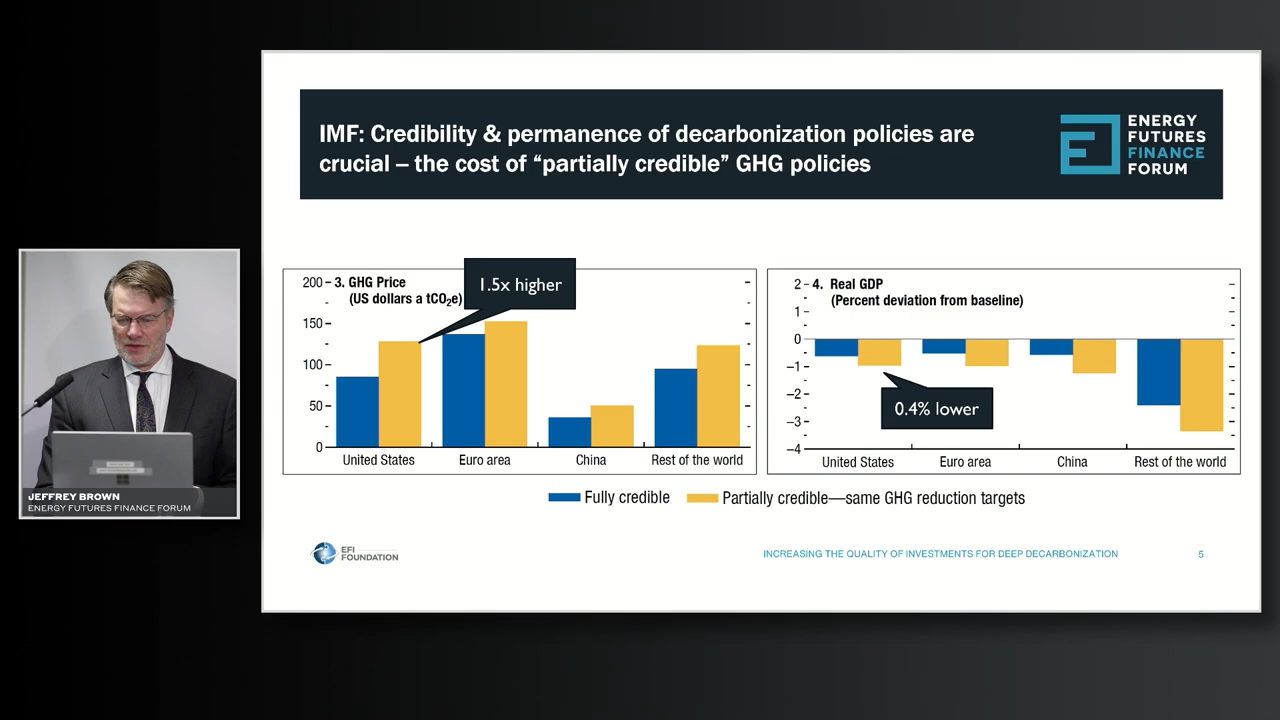 IMF: Credibility & permanence of decarbonization policies are
crucial – the cost of “partially credible” GHG policies
ENERGY
FUTURES
FINANCE
FORUM
200
150
100
50
0
3. GHG Price
(US dollars a tCO₂e)
1.5x higher
United States
Euro area
China
Rest of the world
2
1
0
–1
–2
–3
–4
4. Real GDP
(Percent deviation from baseline)
0.4% lower
United States
Euro area
China
Rest of the world
Fully credible
Partially credible—same GHG reduction targets
JEFFREY BROWN
ENERGY FUTURES FINANCE FORUM
EFI
FOUNDATION
INCREASING THE QUALITY OF INVESTMENTS FOR DEEP DECARBONIZATION
5